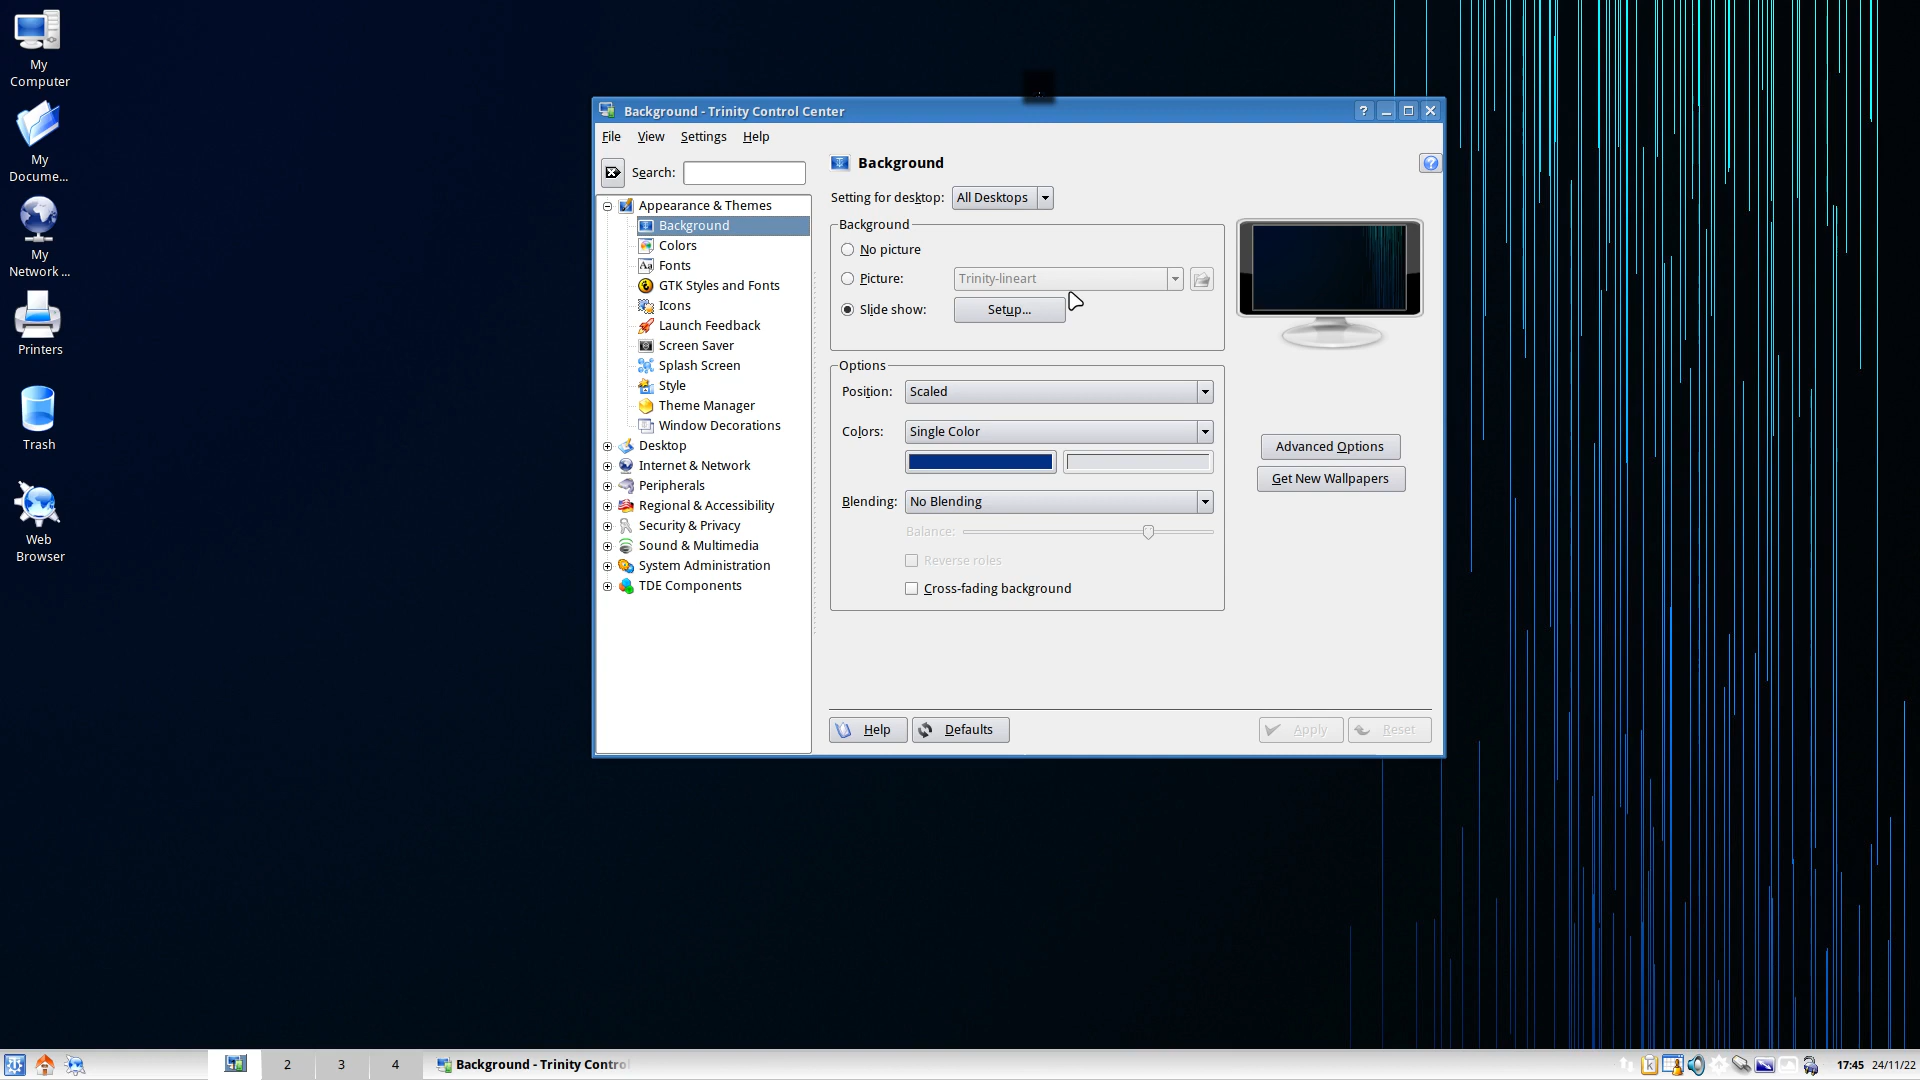 My
Computer
My
Docume...
My
Network ...
Printers
Trash
Web
Browser
Background - Trinity Control Center
?
File View Settings Help
Search:
Appearance & Themes
Background
Colors
Fonts
Aa
GTK Styles and Fonts
Icons
Launch Feedback
Screen Saver
Splash Screen
Style
Theme Manager
Window Decorations
Desktop
Internet & Network
Peripherals
Regional & Accessibility
Security & Privacy
Sound & Multimedia
System Administration
TDE Components
Background
?
Setting for desktop: All Desktops
Background
No picture
Picture: Trinity-lineart
Slide show: Setup...
Options
Position: Scaled
Colors: Single Color
Blending: No Blending
Balance:
Reverse roles
Cross-fading background
Advanced Options
Get New Wallpapers
Help Defaults Apply Reset
2 3 4 Background - Trinity Control
K
17:45 24/11/22